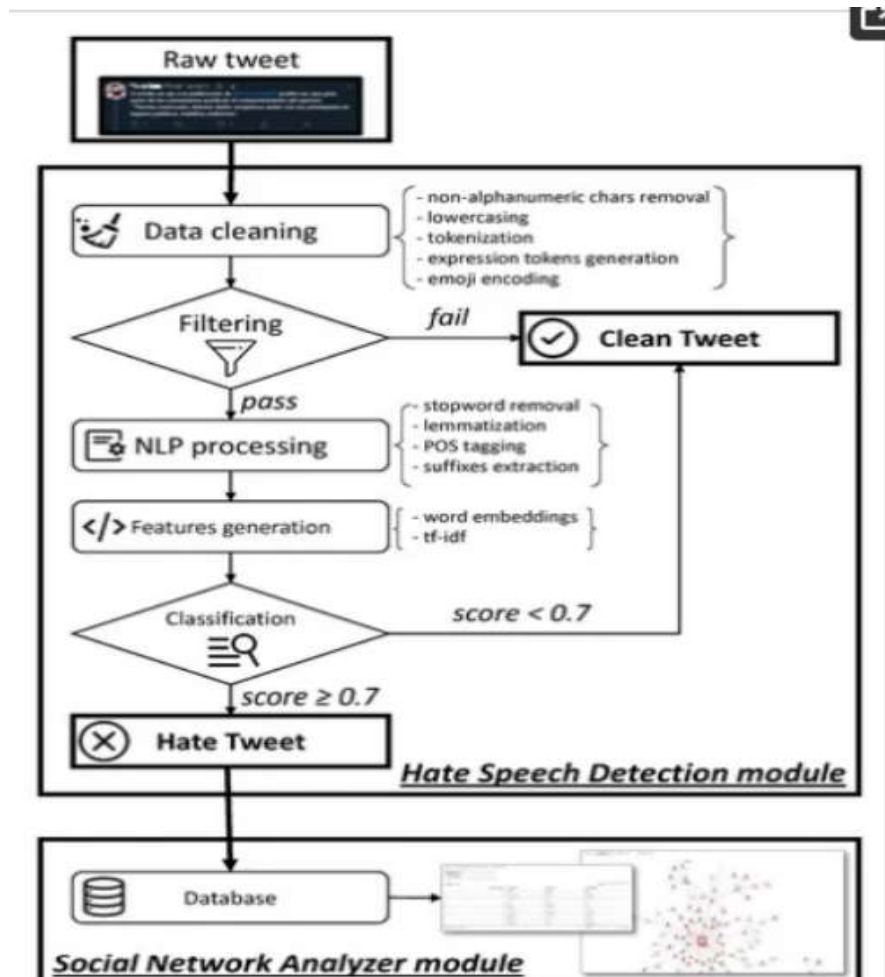 Raw tweet
Data cleaning
- non-alphanumeric chars removal
- lowercasing
- tokenization
- expression tokens generation
- emoji encoding
Filtering
fail
Clean Tweet
pass
NLP processing
- stopword removal
- lemmatization
- POS tagging
- suffixes extraction
</> Features generation
- word embeddings
- tf-idf
Classification
score < 0.7
score ≥ 0.7
Hate Tweet
Hate Speech Detection module
Database
Social Network Analyzer module